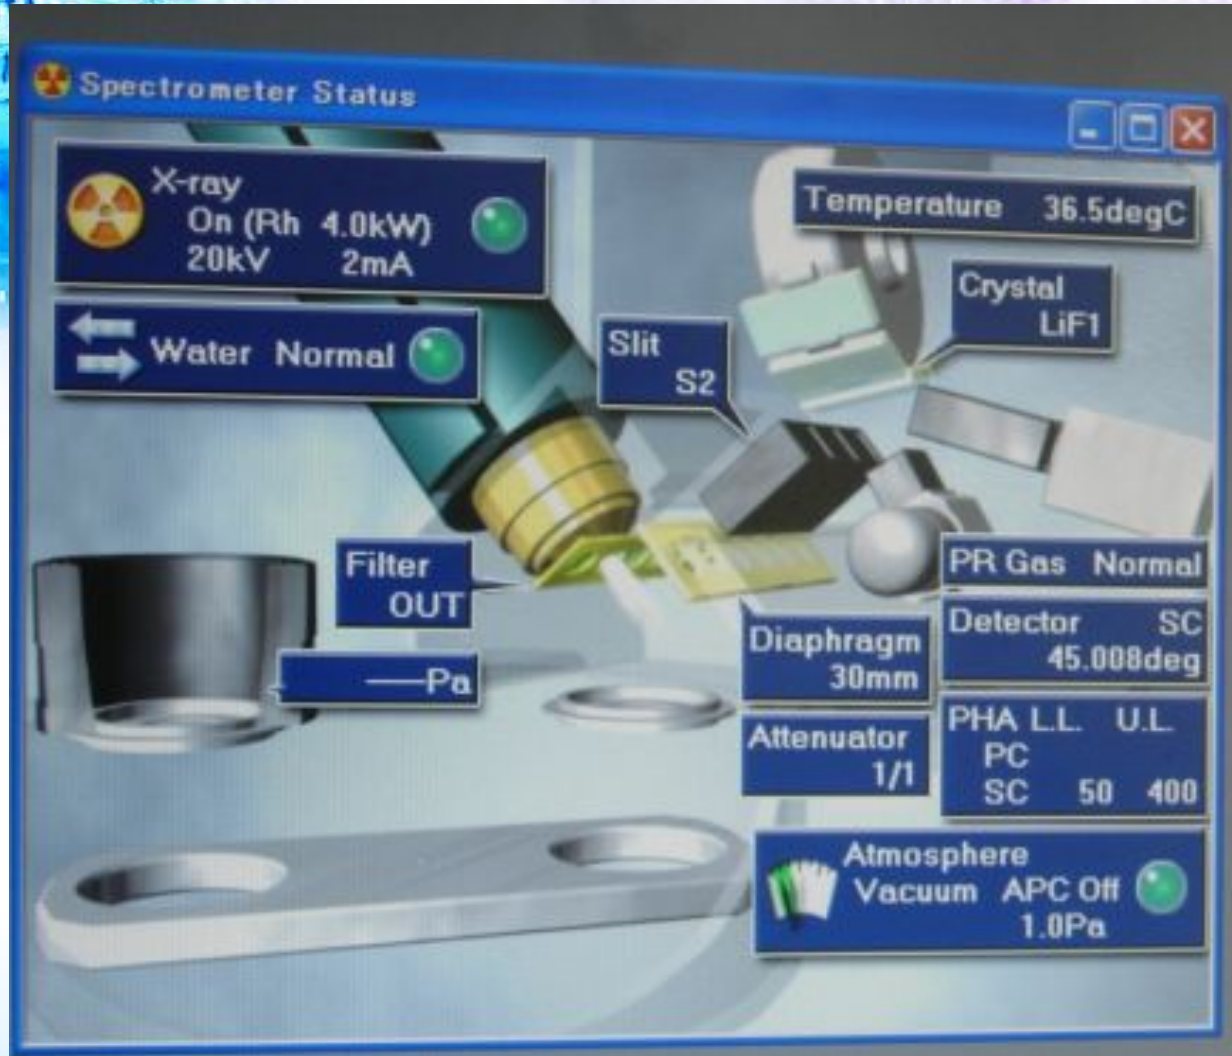 Spectrometer Status
X-ray
On (Rh 4.0kW)
20kV 2mA
Temperature 36.5degC
Crystal
LiF1
Water Normal
Slit
S2
Filter
OUT
PR Gas Normal
Detector SC
45.008deg
Diaphragm
30mm
Pa
Attenuator
1/1
PHA L.L. U.L.
PC
SC 50 400
Atmosphere
Vacuum APC Off
1.0Pa